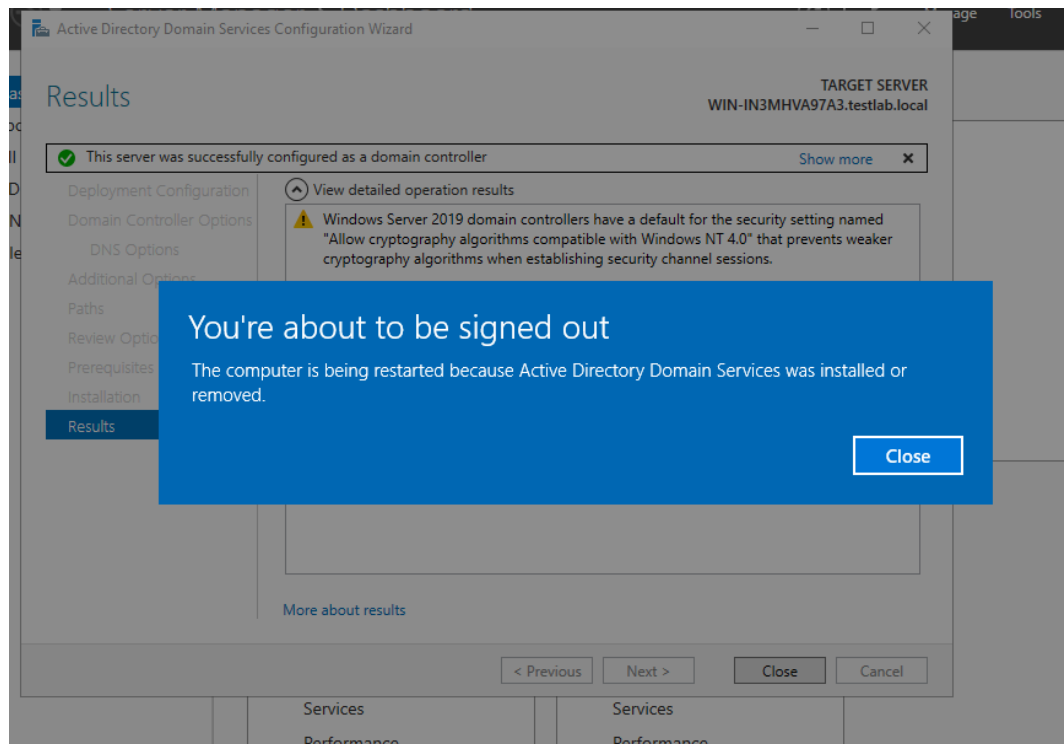 age Tools
Active Directory Domain Services Configuration Wizard
Results
TARGET SERVER
WIN-IN3MHVA97A3.testlab.local
This server was successfully configured as a domain controller
Show more
Deployment Configuration
Domain Controller Options
DNS Options
Additional Options
Paths
Review Optio
Prerequisites
Installation
Results
View detailed operation results
Windows Server 2019 domain controllers have a default for the security setting named
"Allow cryptography algorithms compatible with Windows NT 4.0" that prevents weaker
cryptography algorithms when establishing security channel sessions.
You're about to be signed out
The computer is being restarted because Active Directory Domain Services was installed or
removed.
Close
More about results
< Previous
Next >
Close
Cancel
Services
Services
Performance
Performance